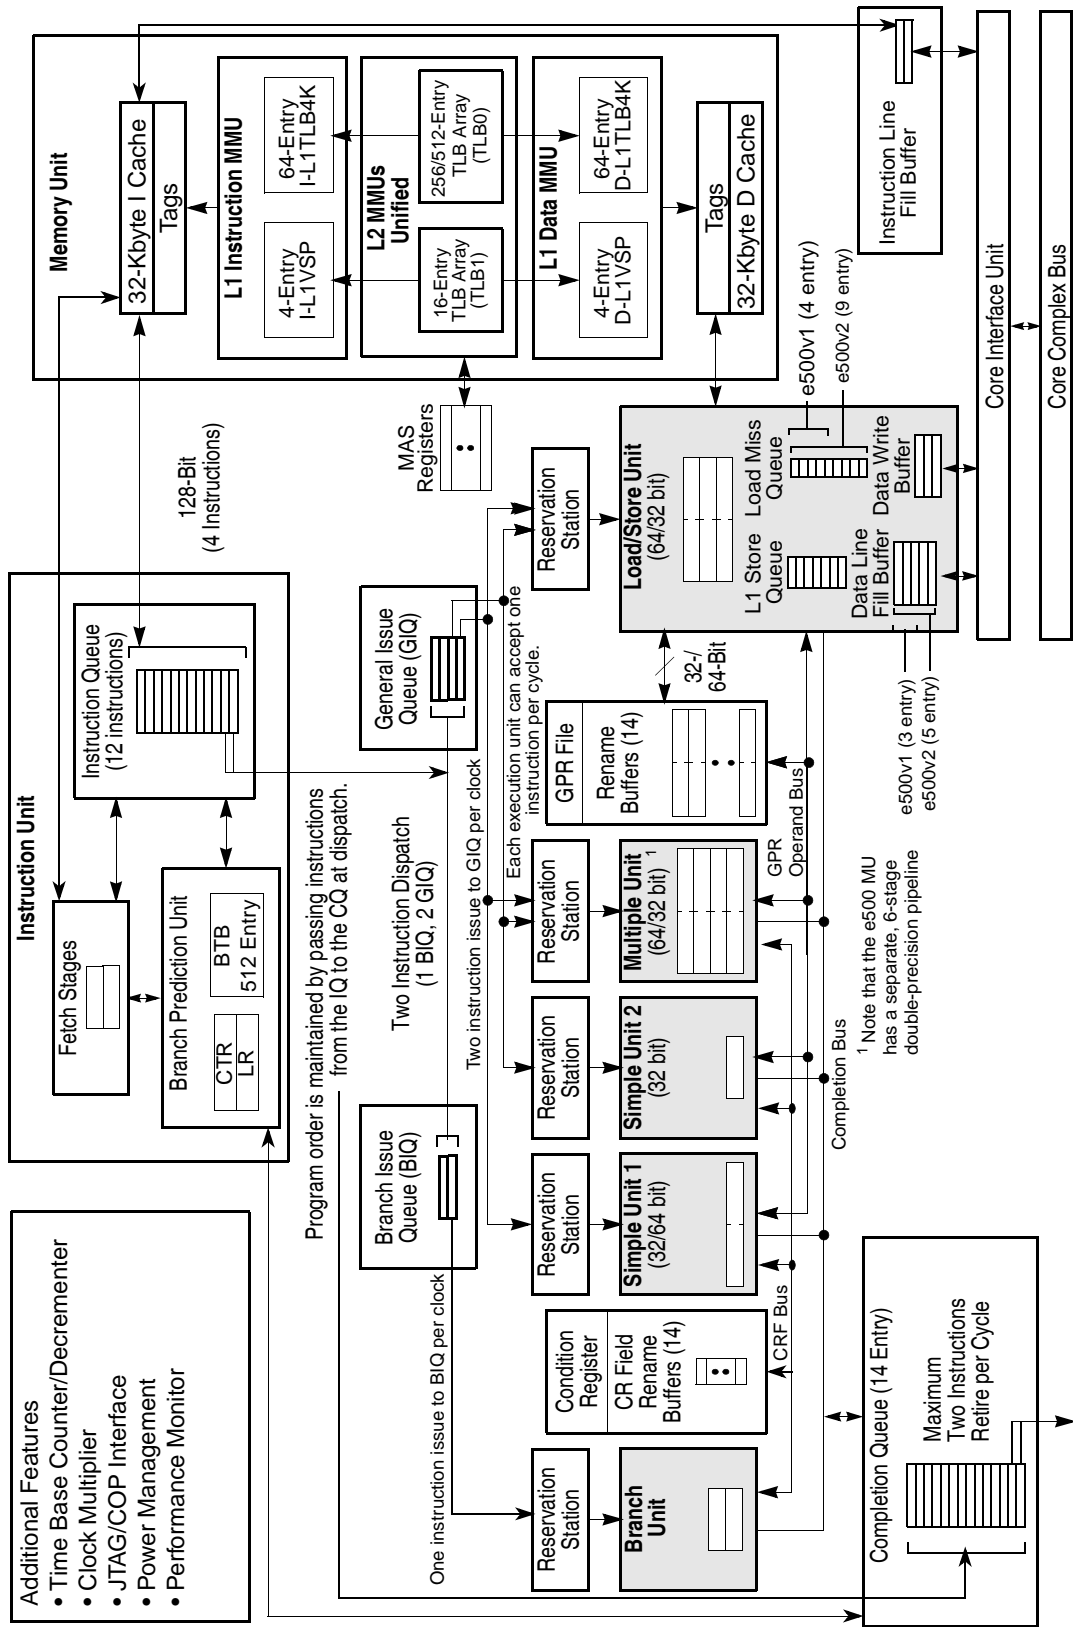 Additional Features
• Time Base Counter/Decrementer
• Clock Multiplier
• JTAG/COP Interface
• Power Management
• Performance Monitor
Instruction Unit
Fetch Stages
Branch Prediction Unit
CTR
LR
BTB
512 Entry
Instruction Queue
(12 instructions)
128-Bit
(4 Instructions)
Memory Unit
32-Kbyte I Cache
Tags
L1 Instruction MMU
4-Entry
I-L1VSP
64-Entry
I-L1TLB4K
L2 MMUs
Unified
16-Entry
TLB Array
(TLB1)
256/512-Entry
TLB Array
(TLB0)
L1 Data MMU
4-Entry
D-L1VSP
64-Entry
D-L1TLB4K
Tags
32-Kbyte D Cache
MAS
Registers
Program order is maintained by passing instructions
from the IQ to the CQ at dispatch.
Branch Issue
Queue (BIQ)
Two Instruction Dispatch
(1 BIQ, 2 GIQ)
General Issue
Queue (GIQ)
One instruction issue to BIQ per clock
Two instruction issue to GIQ per clock
Each execution unit can accept one
instruction per cycle.
Reservation
Station
Branch
Unit
Condition
Register
CR Field
Rename
Buffers (14)
CRF Bus
Reservation
Station
Simple Unit 1
(32/64 bit)
Reservation
Station
Simple Unit 2
(32 bit)
Reservation
Station
Multiple Unit
(64/32 bit) 1
GPR File
Rename
Buffers (14)
GPR
Operand Bus
32-/
64-Bit
Reservation
Station
Load/Store Unit
(64/32 bit)
L1 Store
Queue
Load Miss
Queue
e500v1 (4 entry)
e500v2 (9 entry)
Data Line
Fill Buffer
Data Write
Buffer
e500v1 (3 entry)
e500v2 (5 entry)
Completion Bus
1 Note that the e500 MU
has a separate, 6-stage
double-precision pipeline
Completion Queue (14 Entry)
Maximum
Two Instructions
Retire per Cycle
Instruction Line
Fill Buffer
Core Interface Unit
Core Complex Bus